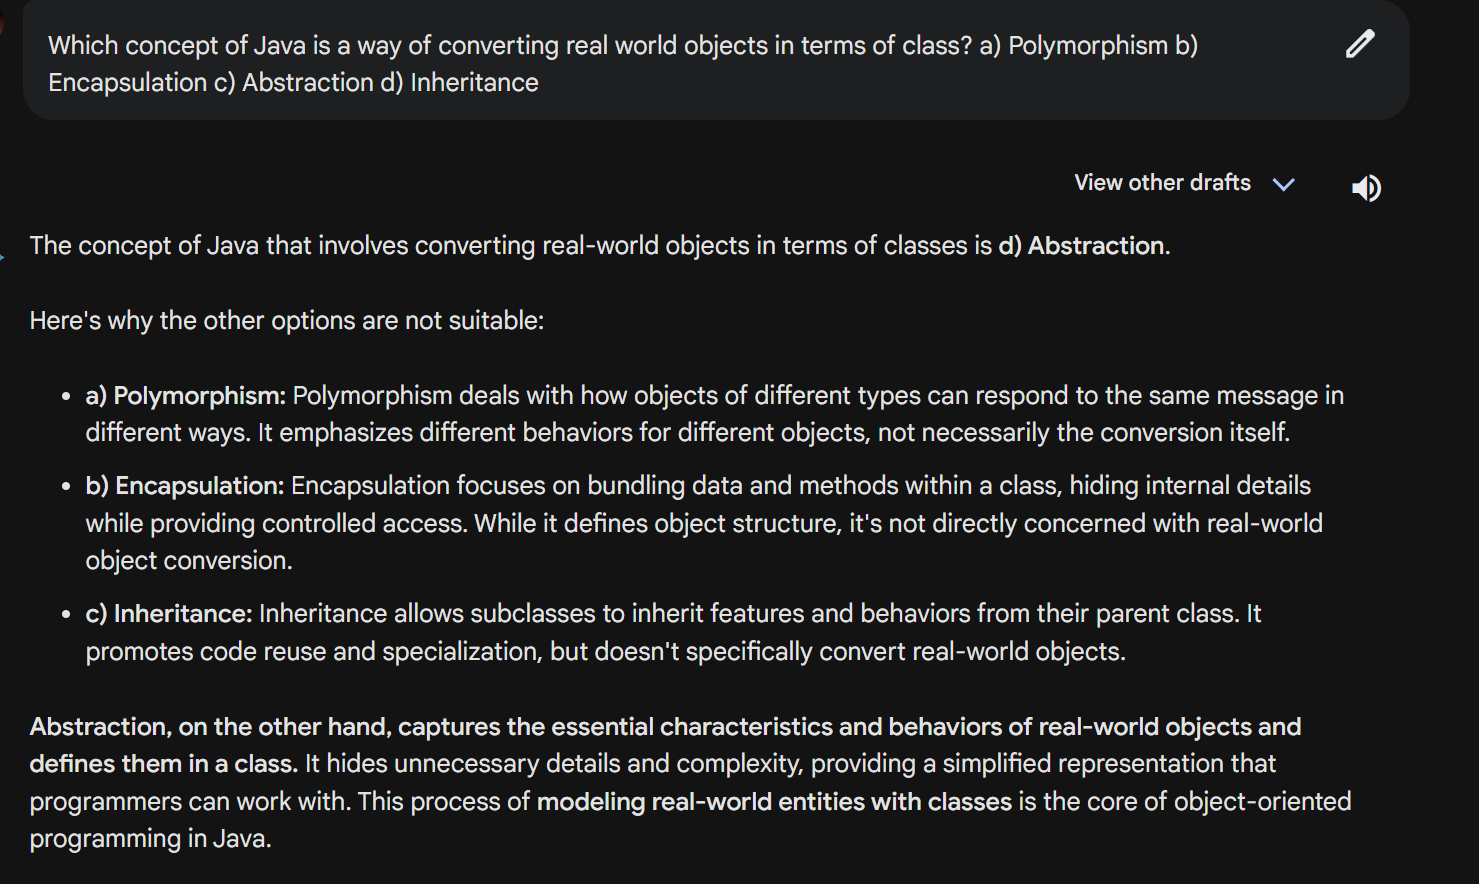 Which concept of Java is a way of converting real world objects in terms of class? a) Polymorphism b)
Encapsulation c) Abstraction d) Inheritance
View other drafts
The concept of Java that involves converting real-world objects in terms of classes is d) Abstraction.
Here's why the other options are not suitable:
• a) Polymorphism: Polymorphism deals with how objects of different types can respond to the same message in
different ways. It emphasizes different behaviors for different objects, not necessarily the conversion itself.
• b) Encapsulation: Encapsulation focuses on bundling data and methods within a class, hiding internal details
while providing controlled access. While it defines object structure, it's not directly concerned with real-world
object conversion.
• c) Inheritance: Inheritance allows subclasses to inherit features and behaviors from their parent class. It
promotes code reuse and specialization, but doesn't specifically convert real-world objects.
Abstraction, on the other hand, captures the essential characteristics and behaviors of real-world objects and
defines them in a class. It hides unnecessary details and complexity, providing a simplified representation that
programmers can work with. This process of modeling real-world entities with classes is the core of object-oriented
programming in Java.